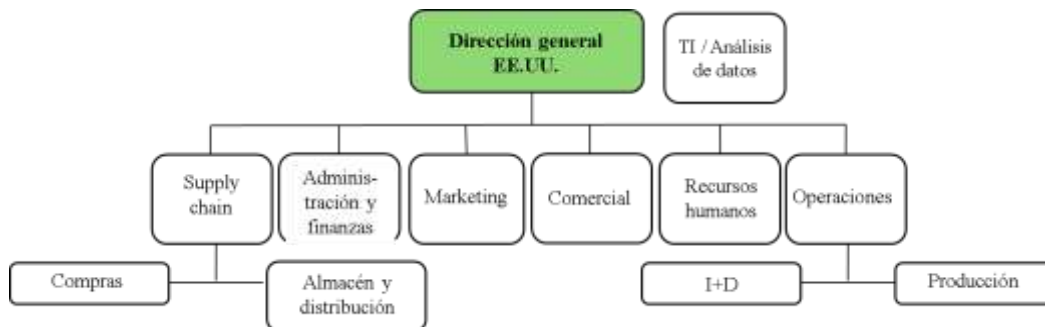 Dirección general
EE.UU.
TI / Análisis
de datos
Supply
chain
Adminis-
tración y
finanzas
Marketing
Comercial
Recursos
humanos
Operaciones
Compras
Almacén y
distribución
I+D
Producción